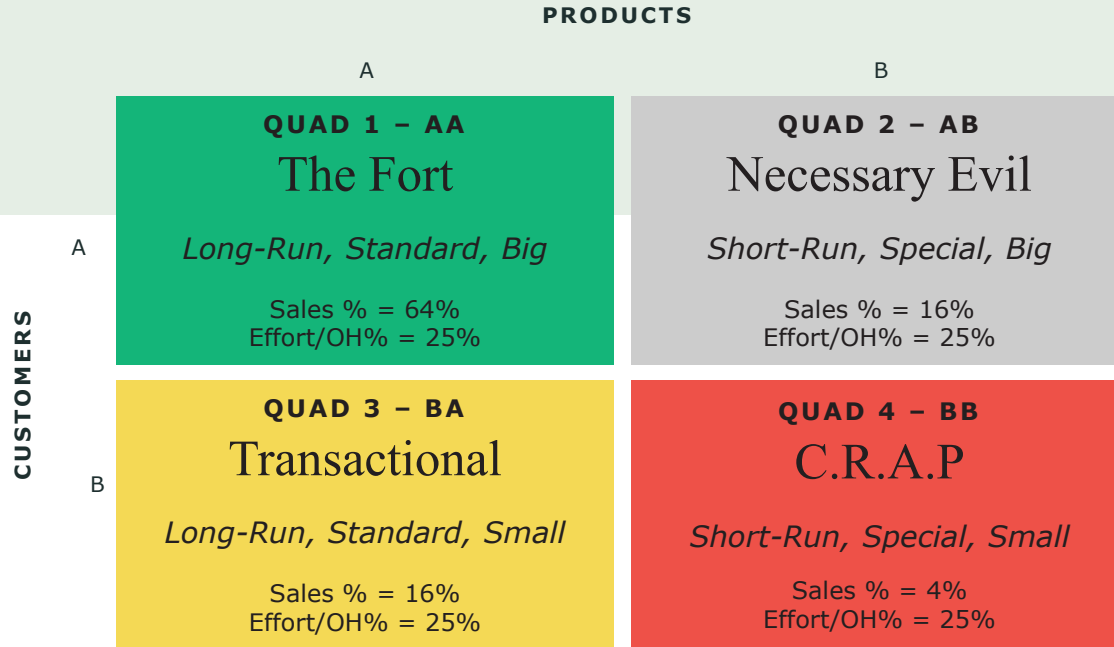 PRODUCTS
A
B
QUAD 1 – AA
The Fort
Long-Run, Standard, Big
Sales % = 64%
Effort/OH% = 25%
QUAD 2 – AB
Necessary Evil
Short-Run, Special, Big
Sales % = 16%
Effort/OH% = 25%
CUSTOMERS
A
B
QUAD 3 – BA
Transactional
Long-Run, Standard, Small
Sales % = 16%
Effort/OH% = 25%
QUAD 4 – BB
C.R.A.P
Short-Run, Special, Small
Sales % = 4%
Effort/OH% = 25%